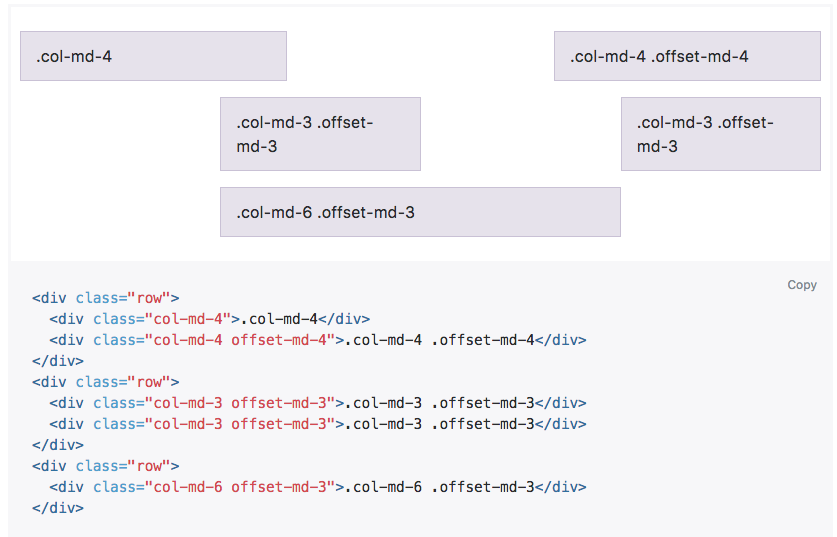 .col-md-4
.col-md-4 .offset-md-4
.col-md-3 .offset-
md-3
.col-md-3 .offset-
md-3
.col-md-6 .offset-md-3
Copy
<div class="row">
  <div class="col-md-4">.col-md-4</div>
  <div class="col-md-4 offset-md-4">.col-md-4 .offset-md-4</div>
</div>
<div class="row">
  <div class="col-md-3 offset-md-3">.col-md-3 .offset-md-3</div>
  <div class="col-md-3 offset-md-3">.col-md-3 .offset-md-3</div>
</div>
<div class="row">
  <div class="col-md-6 offset-md-3">.col-md-6 .offset-md-3</div>
</div>